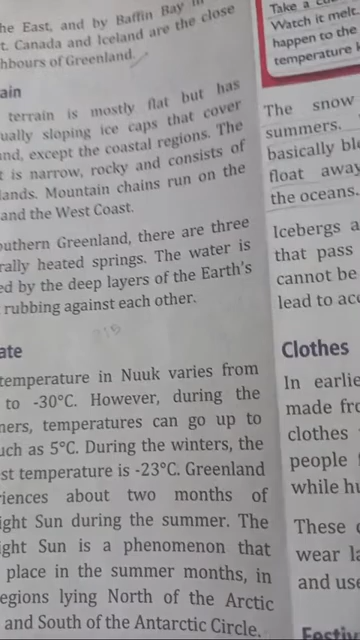 he East, and by Baffin Bay
t. Canada and Iceland are the close
hbours of Greenland.
ain
terrain is mostly flat but has
ually sloping ice caps that cover
nd, except the coastal regions. The
t is narrow, rocky and consists of
lands. Mountain chains run on the
and the West Coast.
outhern Greenland, there are three
rally heated springs. The water is
ed by the deep layers of the Earth's
rubbing against each other.
ate
temperature in Nuuk varies from
to -30°C. However, during the
ners, temperatures can go up to
uch as 5°C. During the winters, the
st temperature is -23°C. Greenland
riences about two months of
ight Sun during the summer. The
ight Sun is a phenomenon that
place in the summer months, in
egions lying North of the Arctic
and South of the Antarctic Circle.
Take a
Watch it melt.
happen to the
temperature
The snow
summers.
basically ble
float away
the oceans.
Icebergs a
that pass
cannot be
lead to acc
Clothes
In earlie
made fro
clothes
people
while hu
These
wear la
and use
Festiv